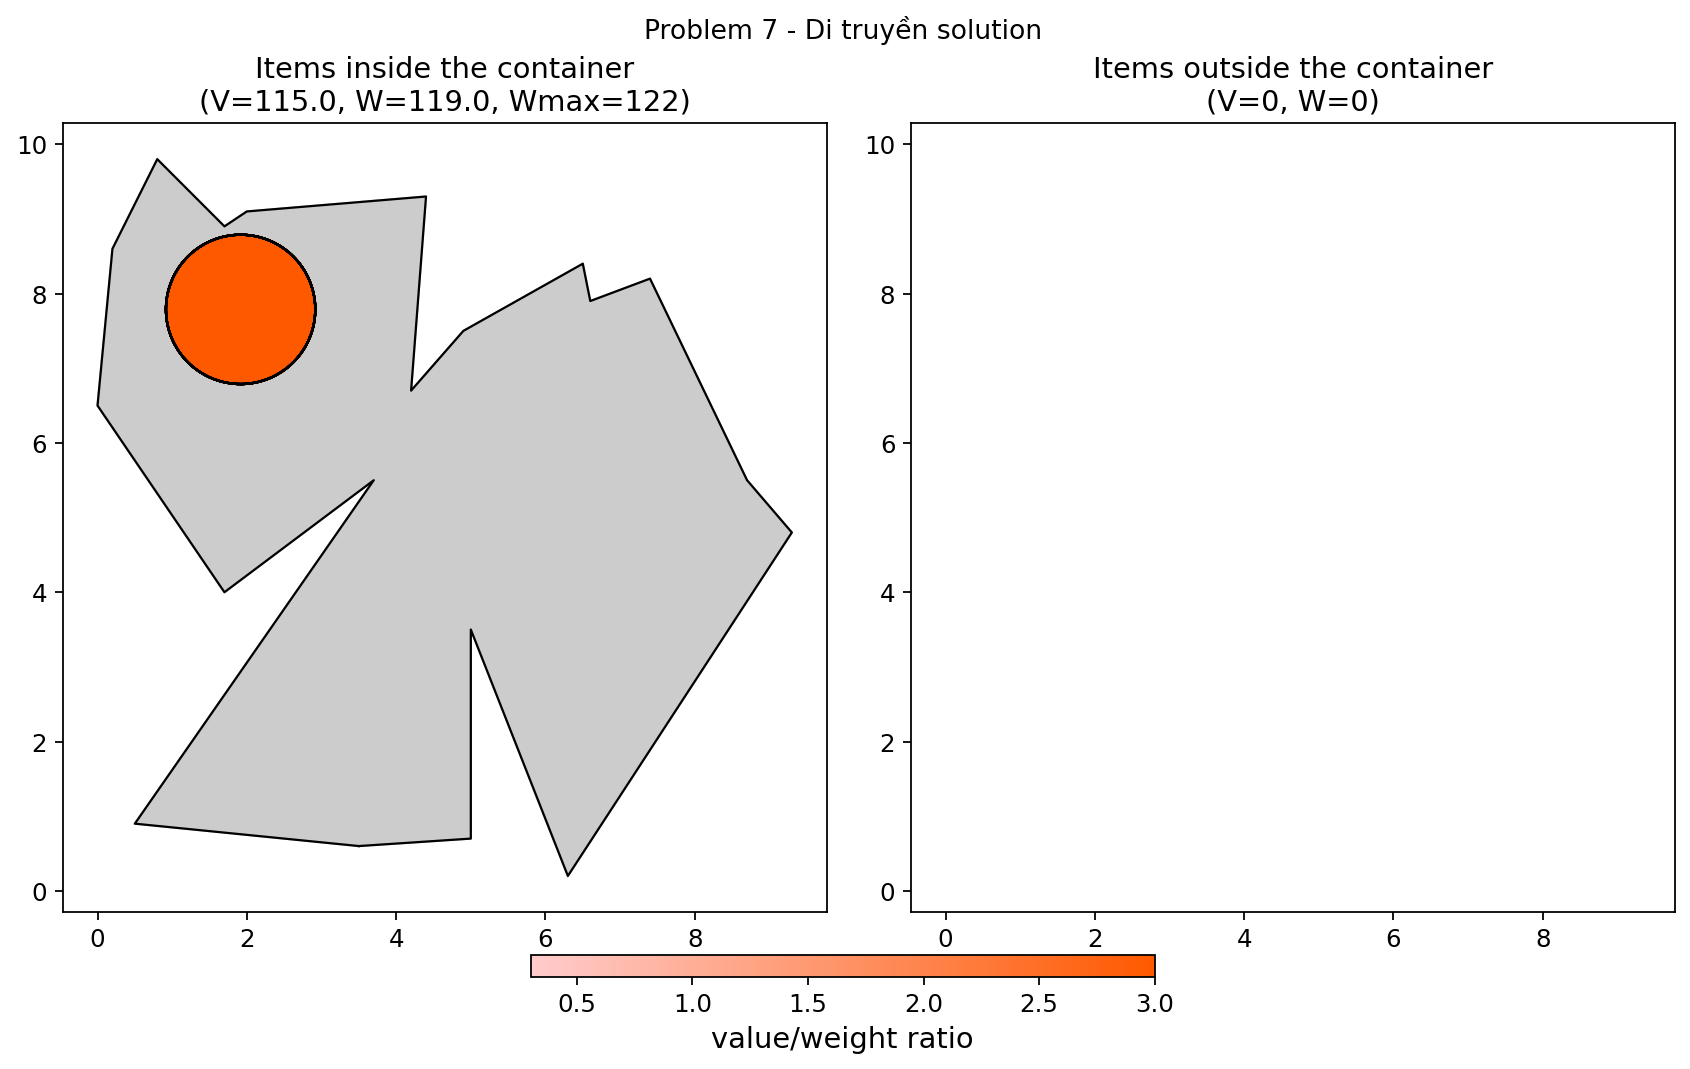 Problem 7 - Di truyền solution
Items inside the container
(V=115.0, W=119.0, Wmax=122)
10
8
6
4
2
0
0 2 4 6 8
Items outside the container
(V=0, W=0)
10
8
6
4
2
0
0 2 4 6 8
0.5 1.0 1.5 2.0 2.5 3.0
value/weight ratio